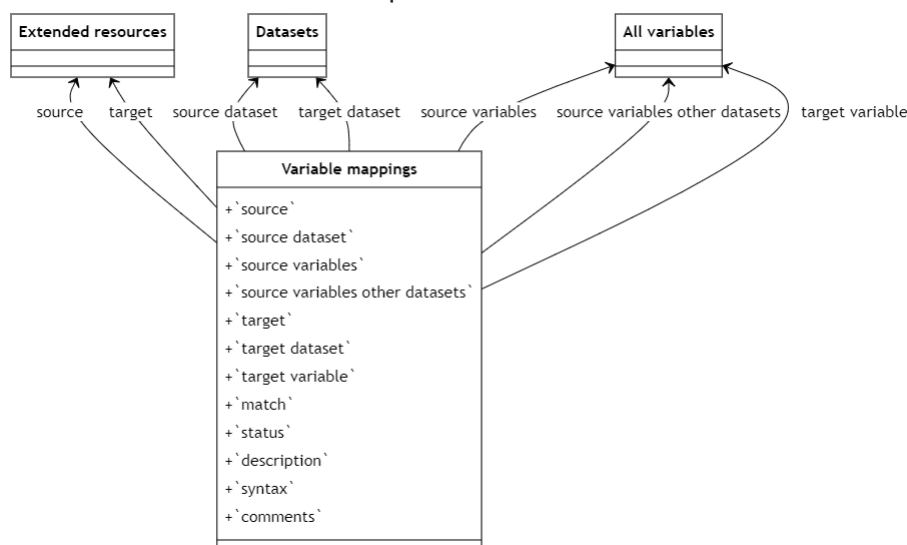 Extended resources
Datasets
All variables
source
target
source dataset
target dataset
source variables
source variables other datasets
target variable
Variable mappings
+`source`
+`source dataset`
+`source variables`
+`source variables other datasets`
+`target`
+`target dataset`
+`target variable`
+`match`
+`status`
+`description`
+`syntax`
+`comments`